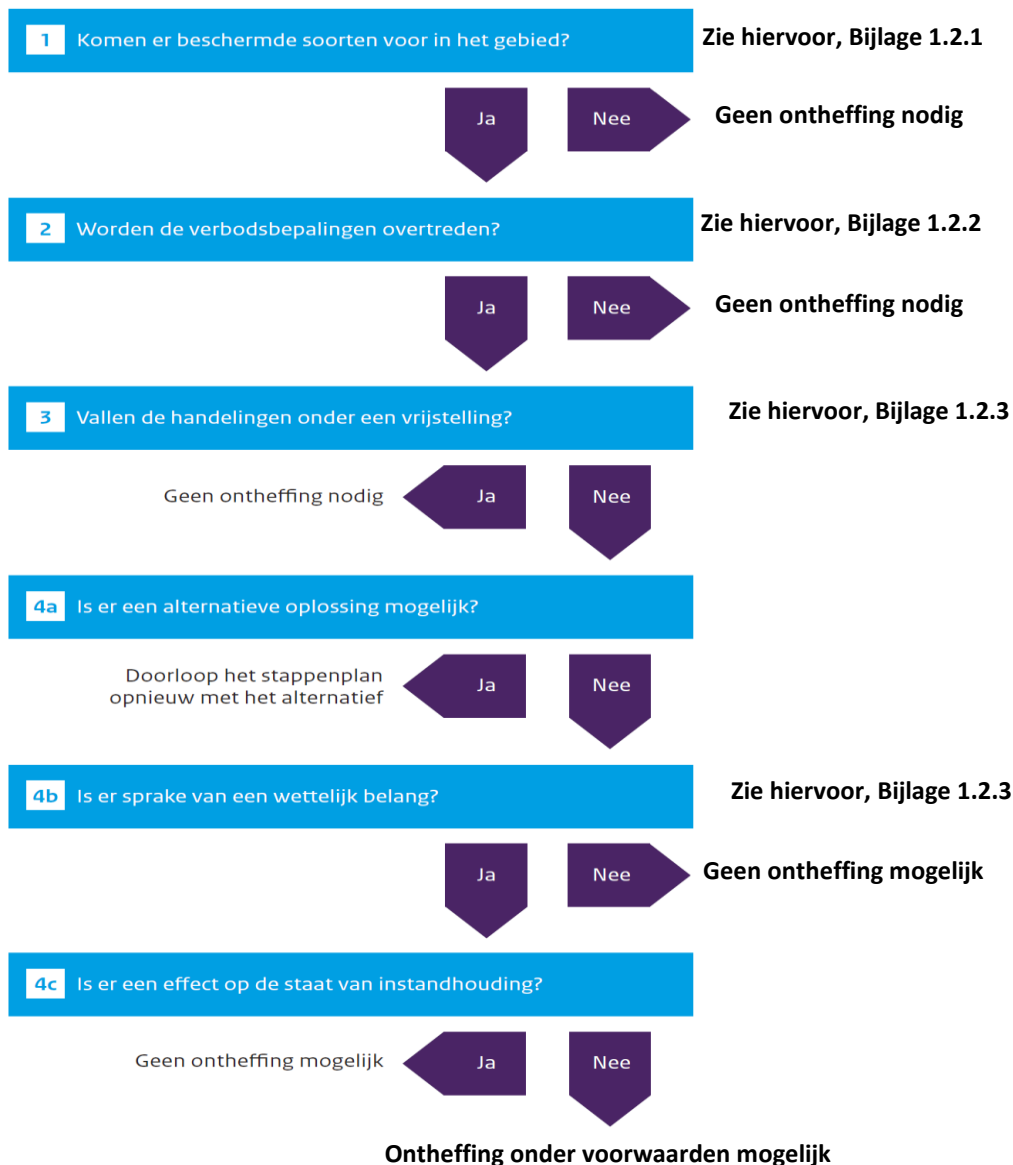 1 Komen er beschermde soorten voor in het gebied? Zie hiervoor, Bijlage 1.2.1
Ja Nee Geen ontheffing nodig
2 Worden de verbodsbepalingen overtreden? Zie hiervoor, Bijlage 1.2.2
Ja Nee Geen ontheffing nodig
3 Vallen de handelingen onder een vrijstelling? Zie hiervoor, Bijlage 1.2.3
Geen ontheffing nodig Ja Nee
4a Is er een alternatieve oplossing mogelijk?
Doorloop het stappenplan
opnieuw met het alternatief Ja Nee
4b Is er sprake van een wettelijk belang? Zie hiervoor, Bijlage 1.2.3
Ja Nee Geen ontheffing mogelijk
4c Is er een effect op de staat van instandhouding?
Geen ontheffing mogelijk Ja Nee
Ontheffing onder voorwaarden mogelijk